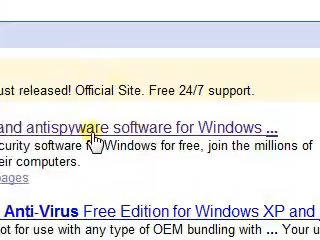 ust released! Official Site. Free 24/7 support.
and antispyware software for Windows ...
curity software f Windows for free, join the millions of
eir computers.
pages
Anti-Virus Free Edition for Windows XP and
ot for use with any type of OEM bundling with ... Your u